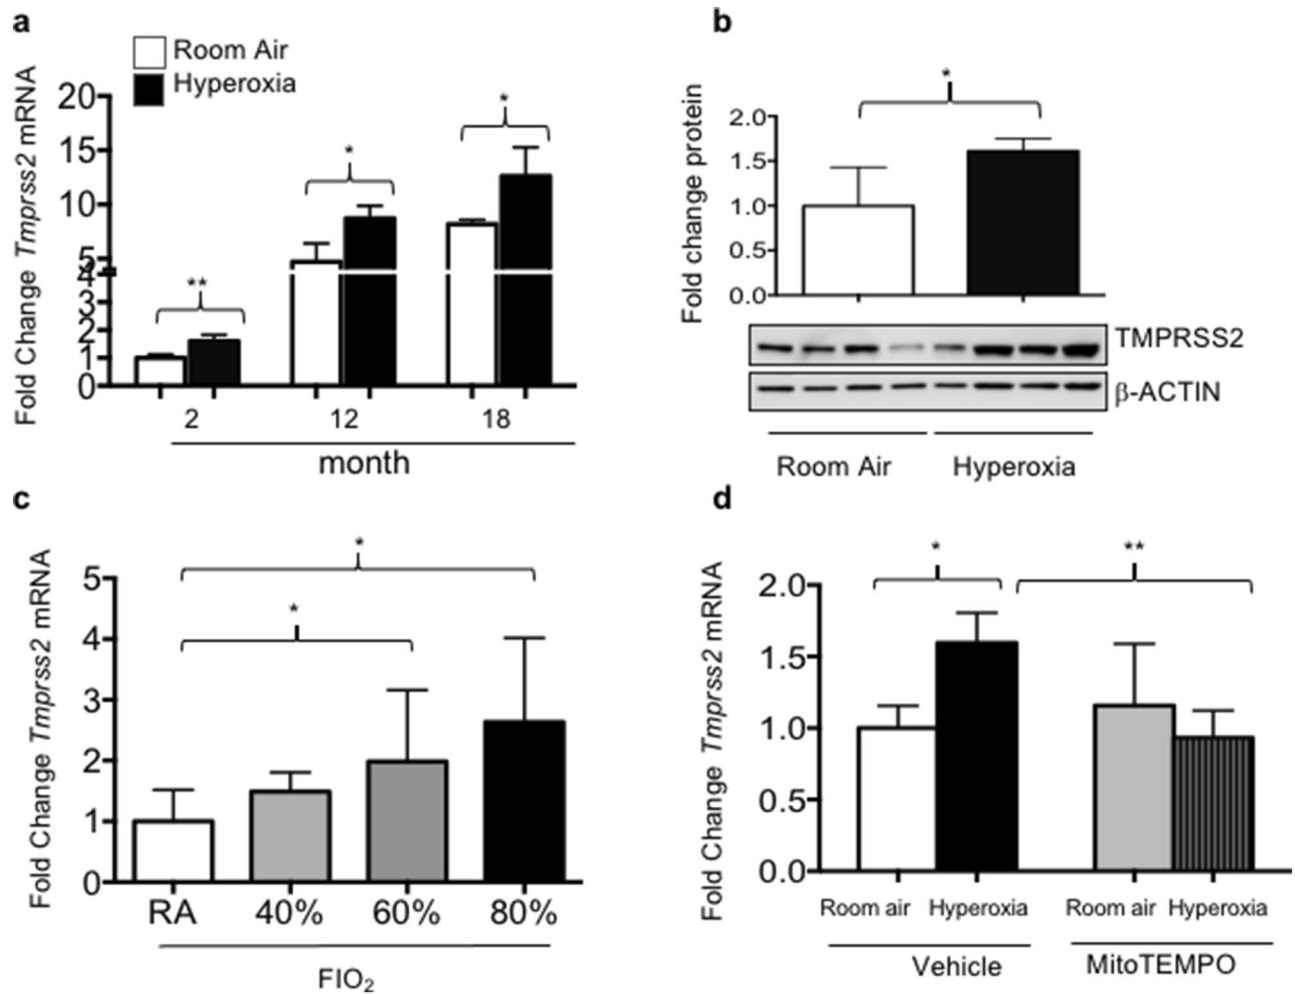 a
Room Air
Hyperoxia
Fold Change Tmprss2 mRNA
20
15
10
5
4
3
2
1
0
**
*
*
2 12 18
month
b
Fold change protein
2.0
1.5
1.0
0.5
0.0
*
TMPRSS2
β-ACTIN
Room Air Hyperoxia
c
Fold Change Tmprss2 mRNA
5
4
3
2
1
0
*
*
RA 40% 60% 80%
FIO₂
d
Fold Change Tmprss2 mRNA
2.0
1.5
1.0
0.5
0.0
* **
Room air Hyperoxia Room air Hyperoxia
Vehicle MitoTEMPO